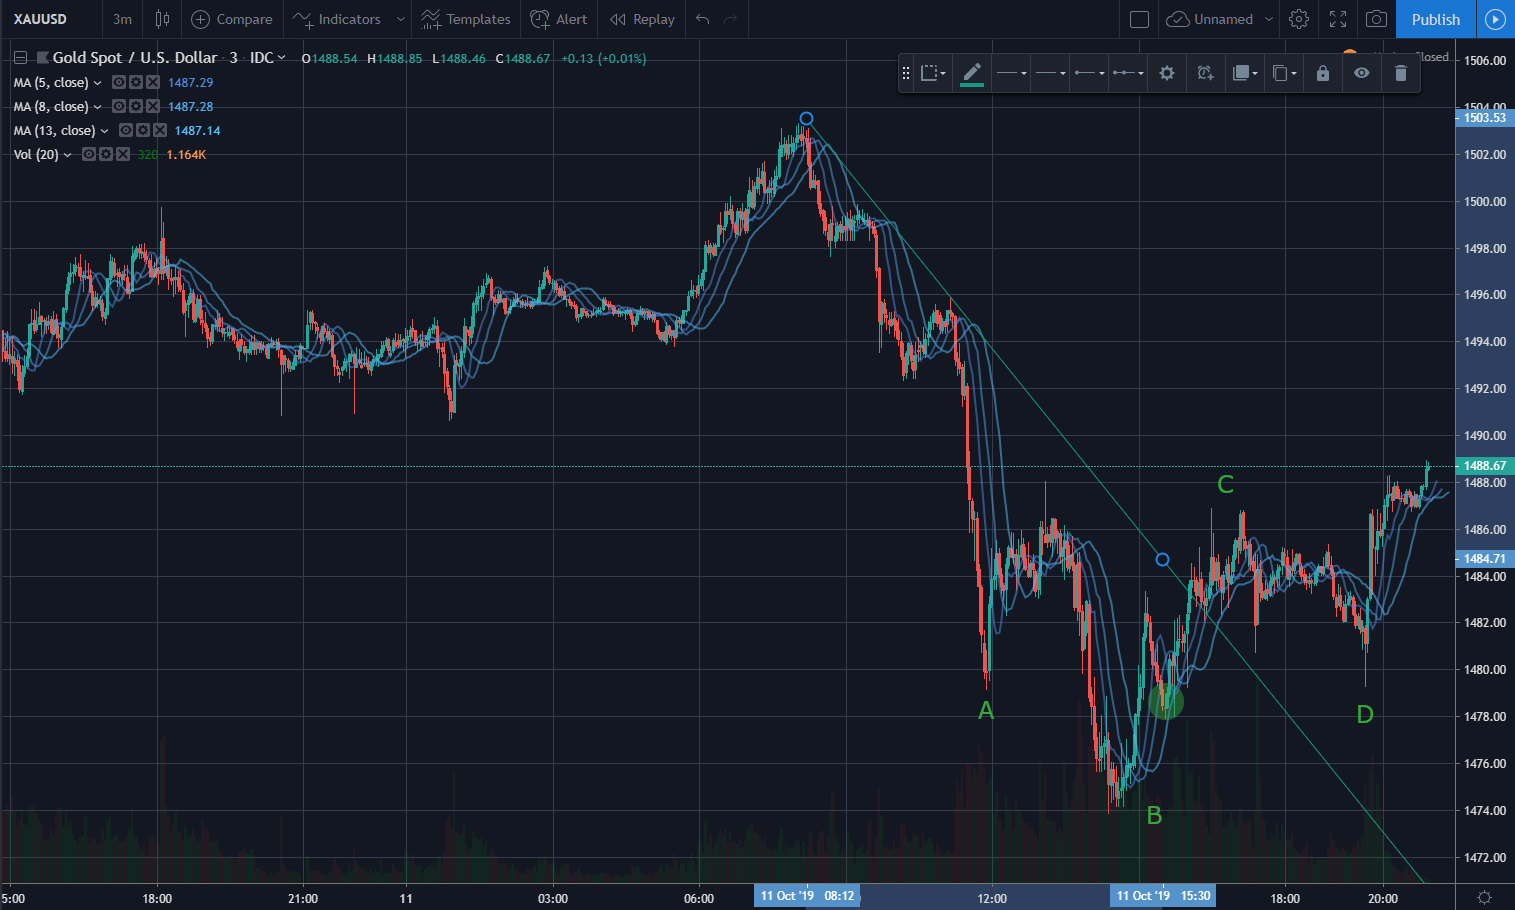 XAUUSD 3m Compare Indicators Templates Alert Replay Unnamed Publish
Gold Spot / U.S. Dollar · 3 · IDC O1488.54 H1488.85 L1488.46 C1488.67 +0.13 (+0.01%)
Closed
MA (5, close) 1487.29
MA (8, close) 1487.28
MA (13, close) 1487.14
Vol (20) 320 1.164K
1506.00
1504.00
1503.53
1502.00
1500.00
1498.00
1496.00
1494.00
1492.00
1490.00
1488.67
1488.00
1486.00
1484.71
1484.00
1482.00
1480.00
1478.00
1476.00
1474.00
1472.00
C
A
D
B
5:00 18:00 21:00 11 03:00 06:00 11 Oct '19 08:12 12:00 11 Oct '19 15:30 18:00 20:00